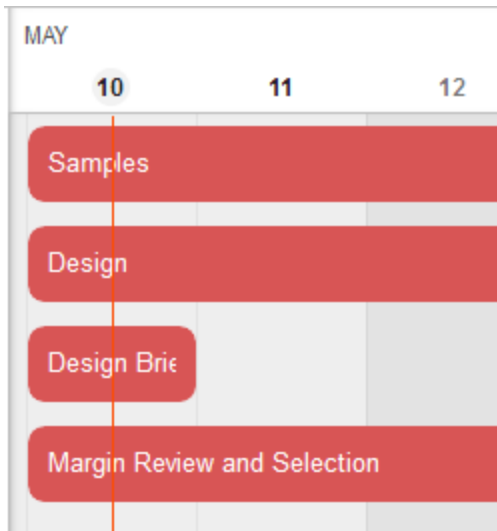 MAY
10 11 12
Samples
Design
Design Brie
Margin Review and Selection